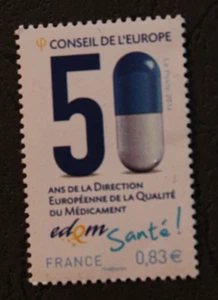 CONSEIL DE L'EUROPE
50
ANS DE LA DIRECTION
EUROPÉENNE DE LA QUALITÉ
DU MÉDICAMENT
edqm Santé!
FRANCE 0,83€